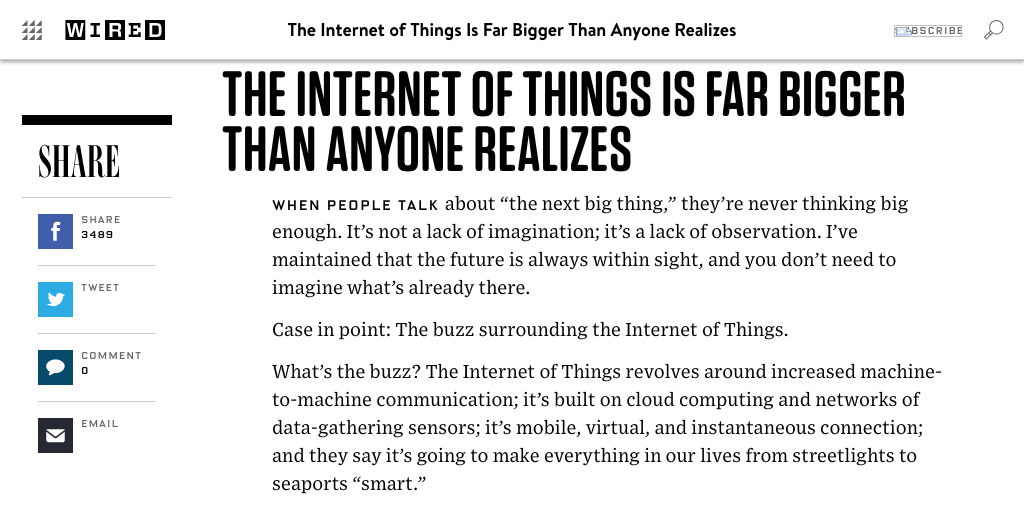 WIRED
The Internet of Things Is Far Bigger Than Anyone Realizes
BSCRIBE
THE INTERNET OF THINGS IS FAR BIGGER
THAN ANYONE REALIZES
SHARE
SHARE
3489
TWEET
COMMENT
0
EMAIL
WHEN PEOPLE TALK about “the next big thing,” they’re never thinking big
enough. It’s not a lack of imagination; it’s a lack of observation. I’ve
maintained that the future is always within sight, and you don’t need to
imagine what’s already there.
Case in point: The buzz surrounding the Internet of Things.
What’s the buzz? The Internet of Things revolves around increased machine-
to-machine communication; it’s built on cloud computing and networks of
data-gathering sensors; it’s mobile, virtual, and instantaneous connection;
and they say it’s going to make everything in our lives from streetlights to
seaports “smart.”